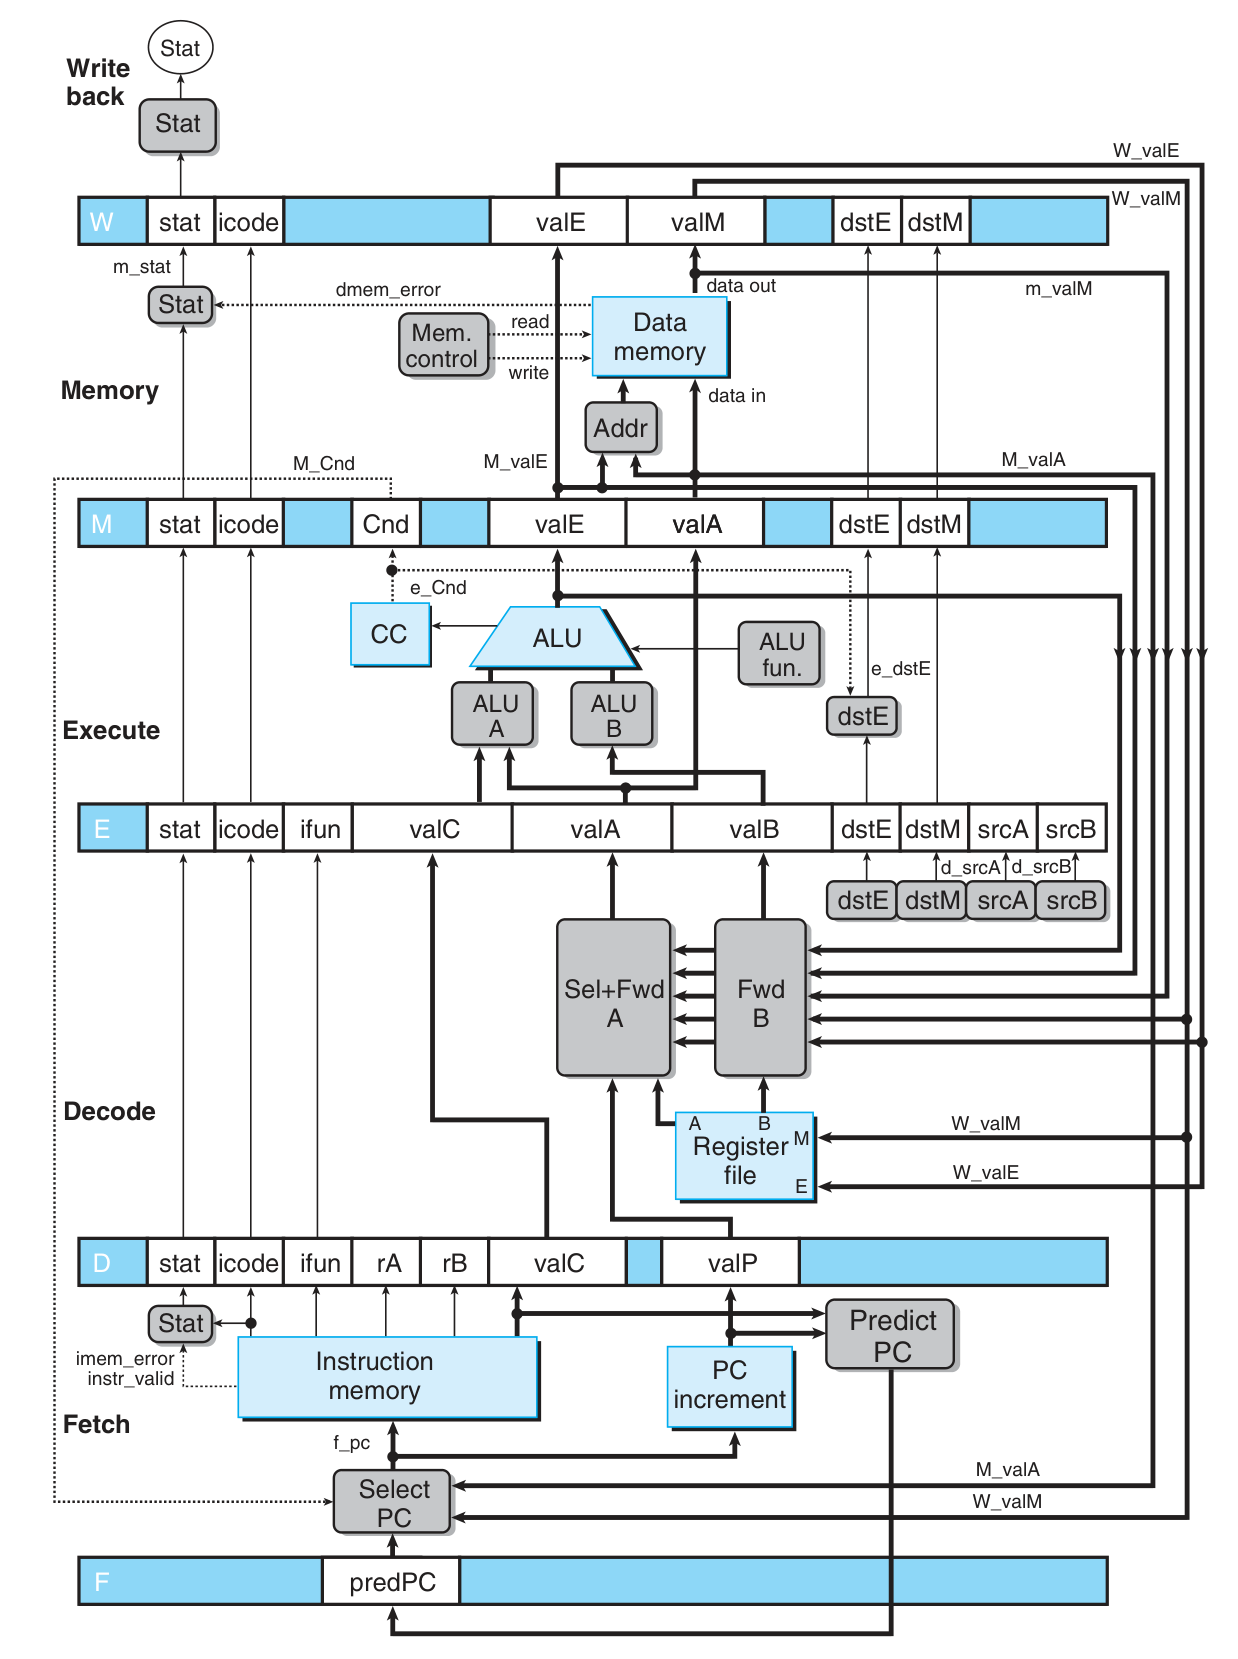 Stat
Write
back
Stat
W_valE
W_valM
W
stat
icode
valE
valM
dstE
dstM
m_stat
Stat
dmem_error
data out
m_valM
Mem.
control
read
write
Data
memory
Memory
data in
Addr
M_Cnd
M_valE
M_valA
M
stat
icode
Cnd
valE
valA
dstE
dstM
e_Cnd
CC
ALU
ALU
fun.
e_dstE
ALU
A
ALU
B
dstE
Execute
E
stat
icode
ifun
valC
valA
valB
dstE
dstM
srcA
srcB
d_srcA
d_srcB
dstE
dstM
srcA
srcB
Sel+Fwd
A
Fwd
B
Decode
A
B
M
Register
file
E
W_valM
W_valE
D
stat
icode
ifun
rA
rB
valC
valP
Stat
imem_error
instr_valid
Instruction
memory
PC
increment
Predict
PC
Fetch
f_pc
Select
PC
M_valA
W_valM
F
predPC